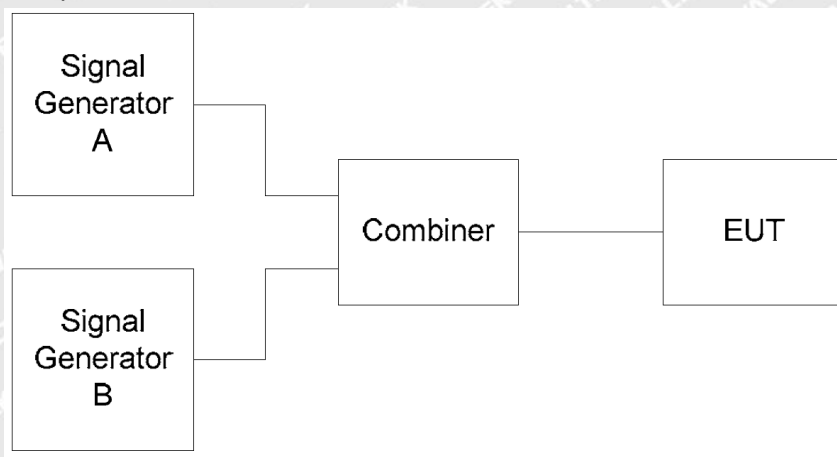 Signal
Generator
A
Combiner
EUT
Signal
Generator
B